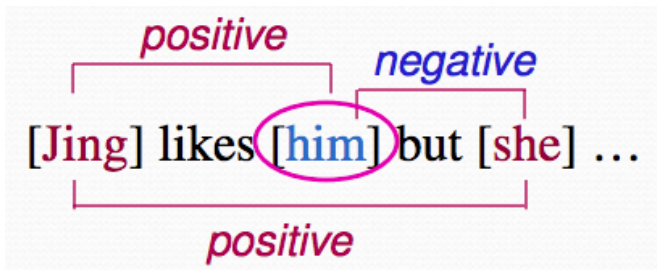 positive
negative
[Jing] likes [him] but [she] ...
positive